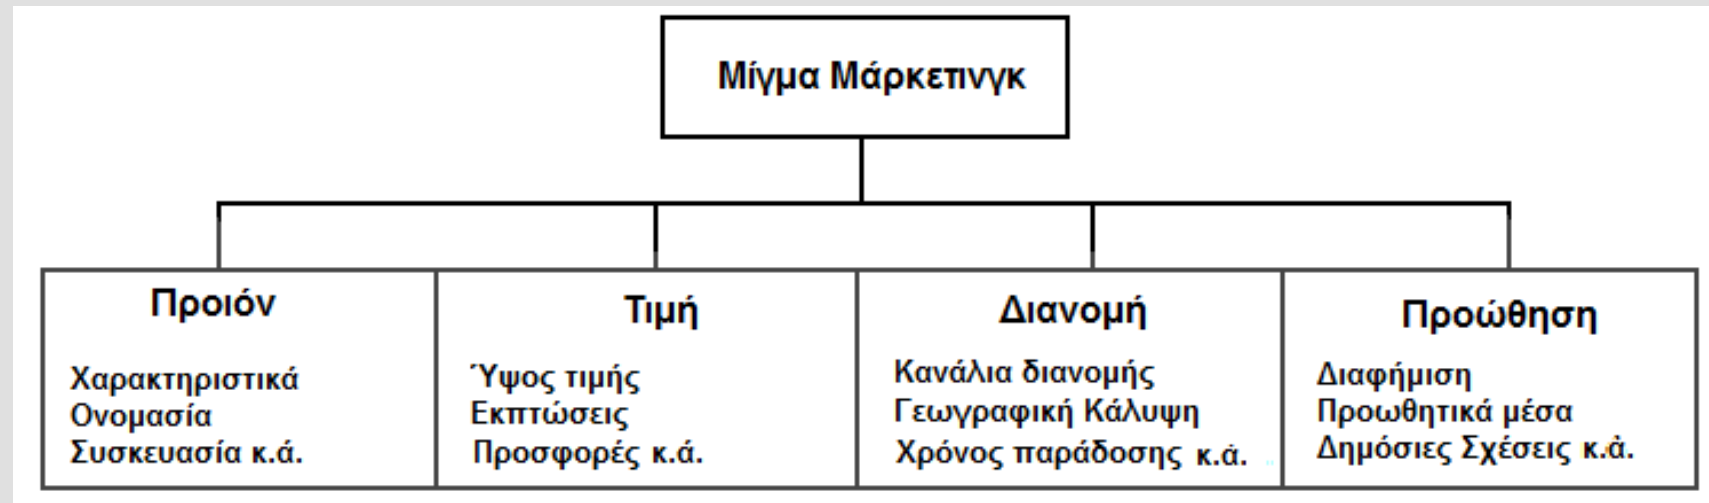 Μίγμα Μάρκετινγκ
Προιόν
Χαρακτηριστικά
Ονομασία
Συσκευασία κ.ά.
Τιμή
Ύψος τιμής
Εκπτώσεις
Προσφορές κ.ά.
Διανομή
Κανάλια διανομής
Γεωγραφική Κάλυψη
Χρόνος παράδοσης κ.ά.
Προώθηση
Διαφήμιση
Προωθητικά μέσα
Δημόσιες Σχέσεις κ.ά.